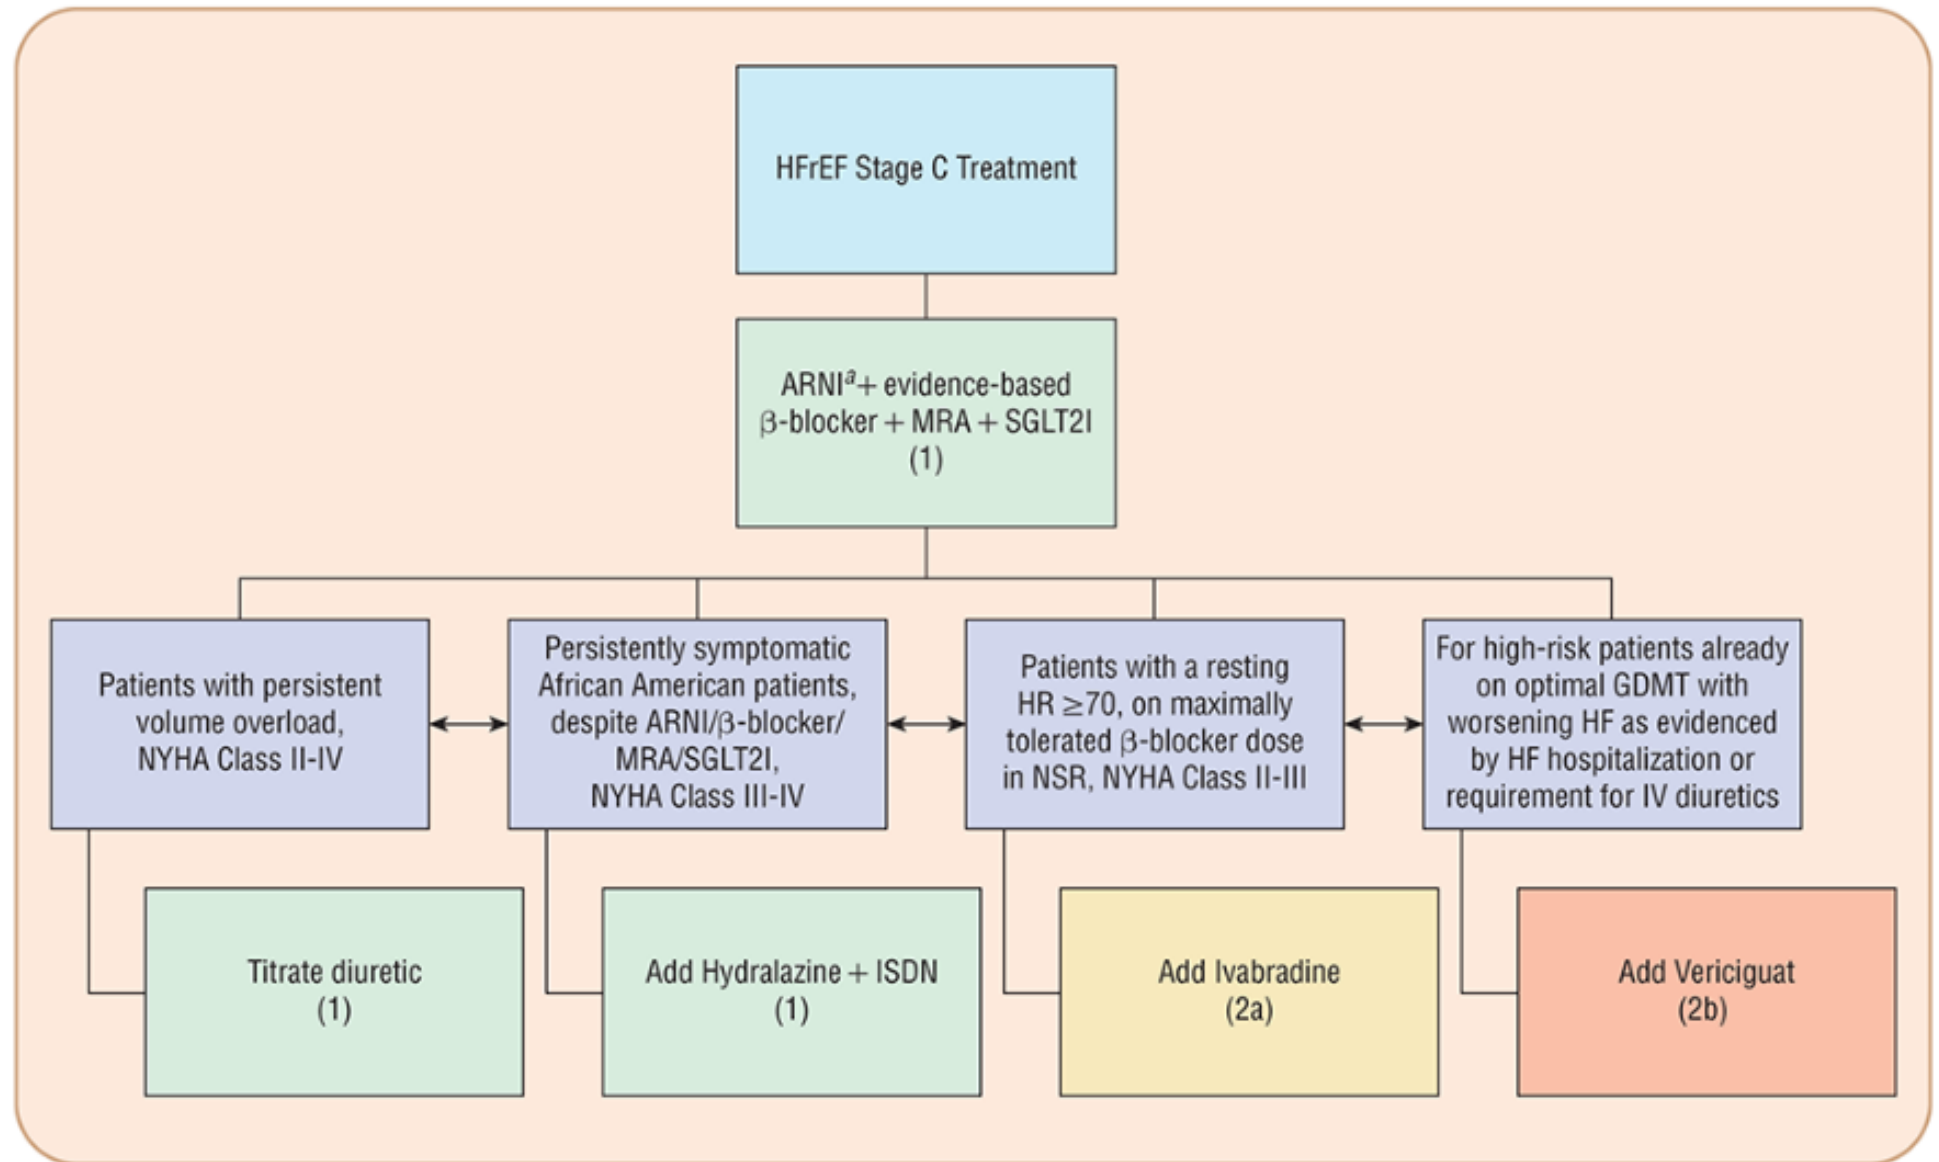 HFrEF Stage C Treatment
ARNIᵃ+ evidence-based
β-blocker + MRA + SGLT2I
(1)
Patients with persistent
volume overload,
NYHA Class II-IV
Persistently symptomatic
African American patients,
despite ARNI/β-blocker/
MRA/SGLT2I,
NYHA Class III-IV
Patients with a resting
HR ≥70, on maximally
tolerated β-blocker dose
in NSR, NYHA Class II-III
For high-risk patients already
on optimal GDMT with
worsening HF as evidenced
by HF hospitalization or
requirement for IV diuretics
Titrate diuretic
(1)
Add Hydralazine + ISDN
(1)
Add Ivabradine
(2a)
Add Vericiguat
(2b)